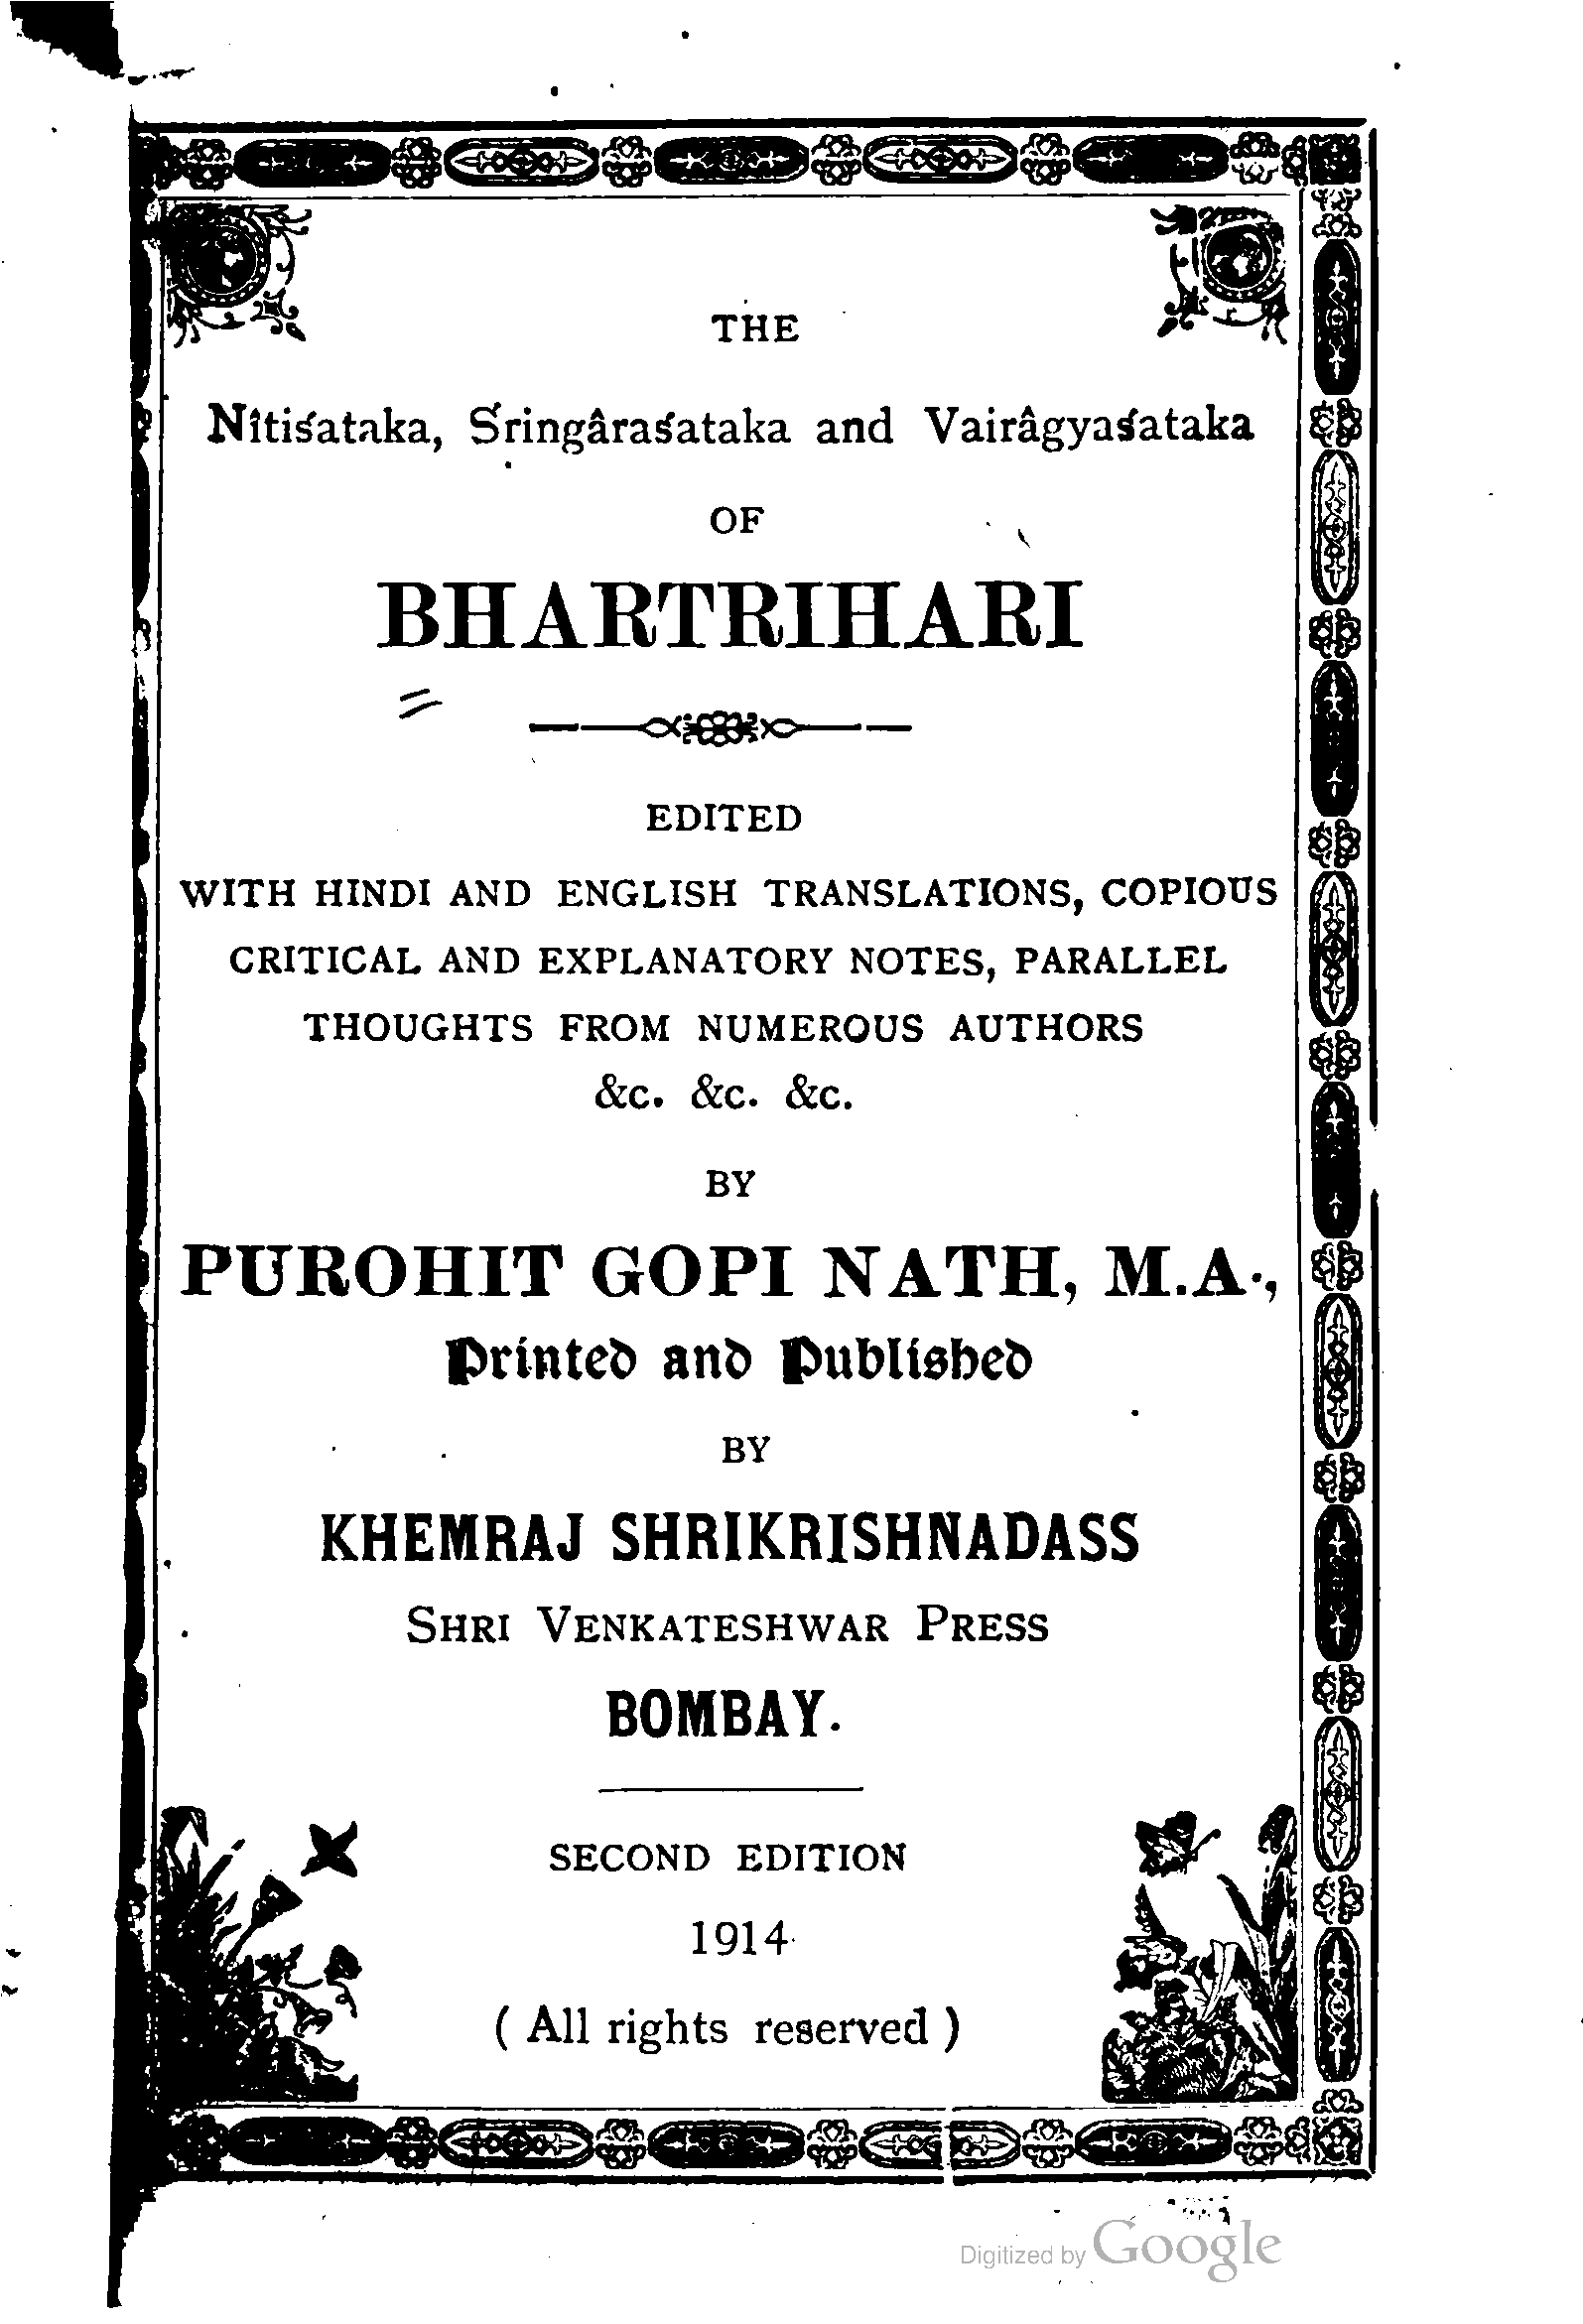 THE
Nîtiśataka, Śringâraśataka and Vairâgyaśataka
OF
BHARTRIHARI
EDITED
WITH HINDI AND ENGLISH TRANSLATIONS, COPIOUS
CRITICAL AND EXPLANATORY NOTES, PARALLEL
THOUGHTS FROM NUMEROUS AUTHORS
&c. &c. &c.
BY
PUROHIT GOPI NATH, M.A.,
Printed and Published
BY
KHEMRAJ SHRIKRISHNADASS
SHRI VENKATESHWAR PRESS
BOMBAY.
SECOND EDITION
1914
( All rights reserved )
Digitized by Google